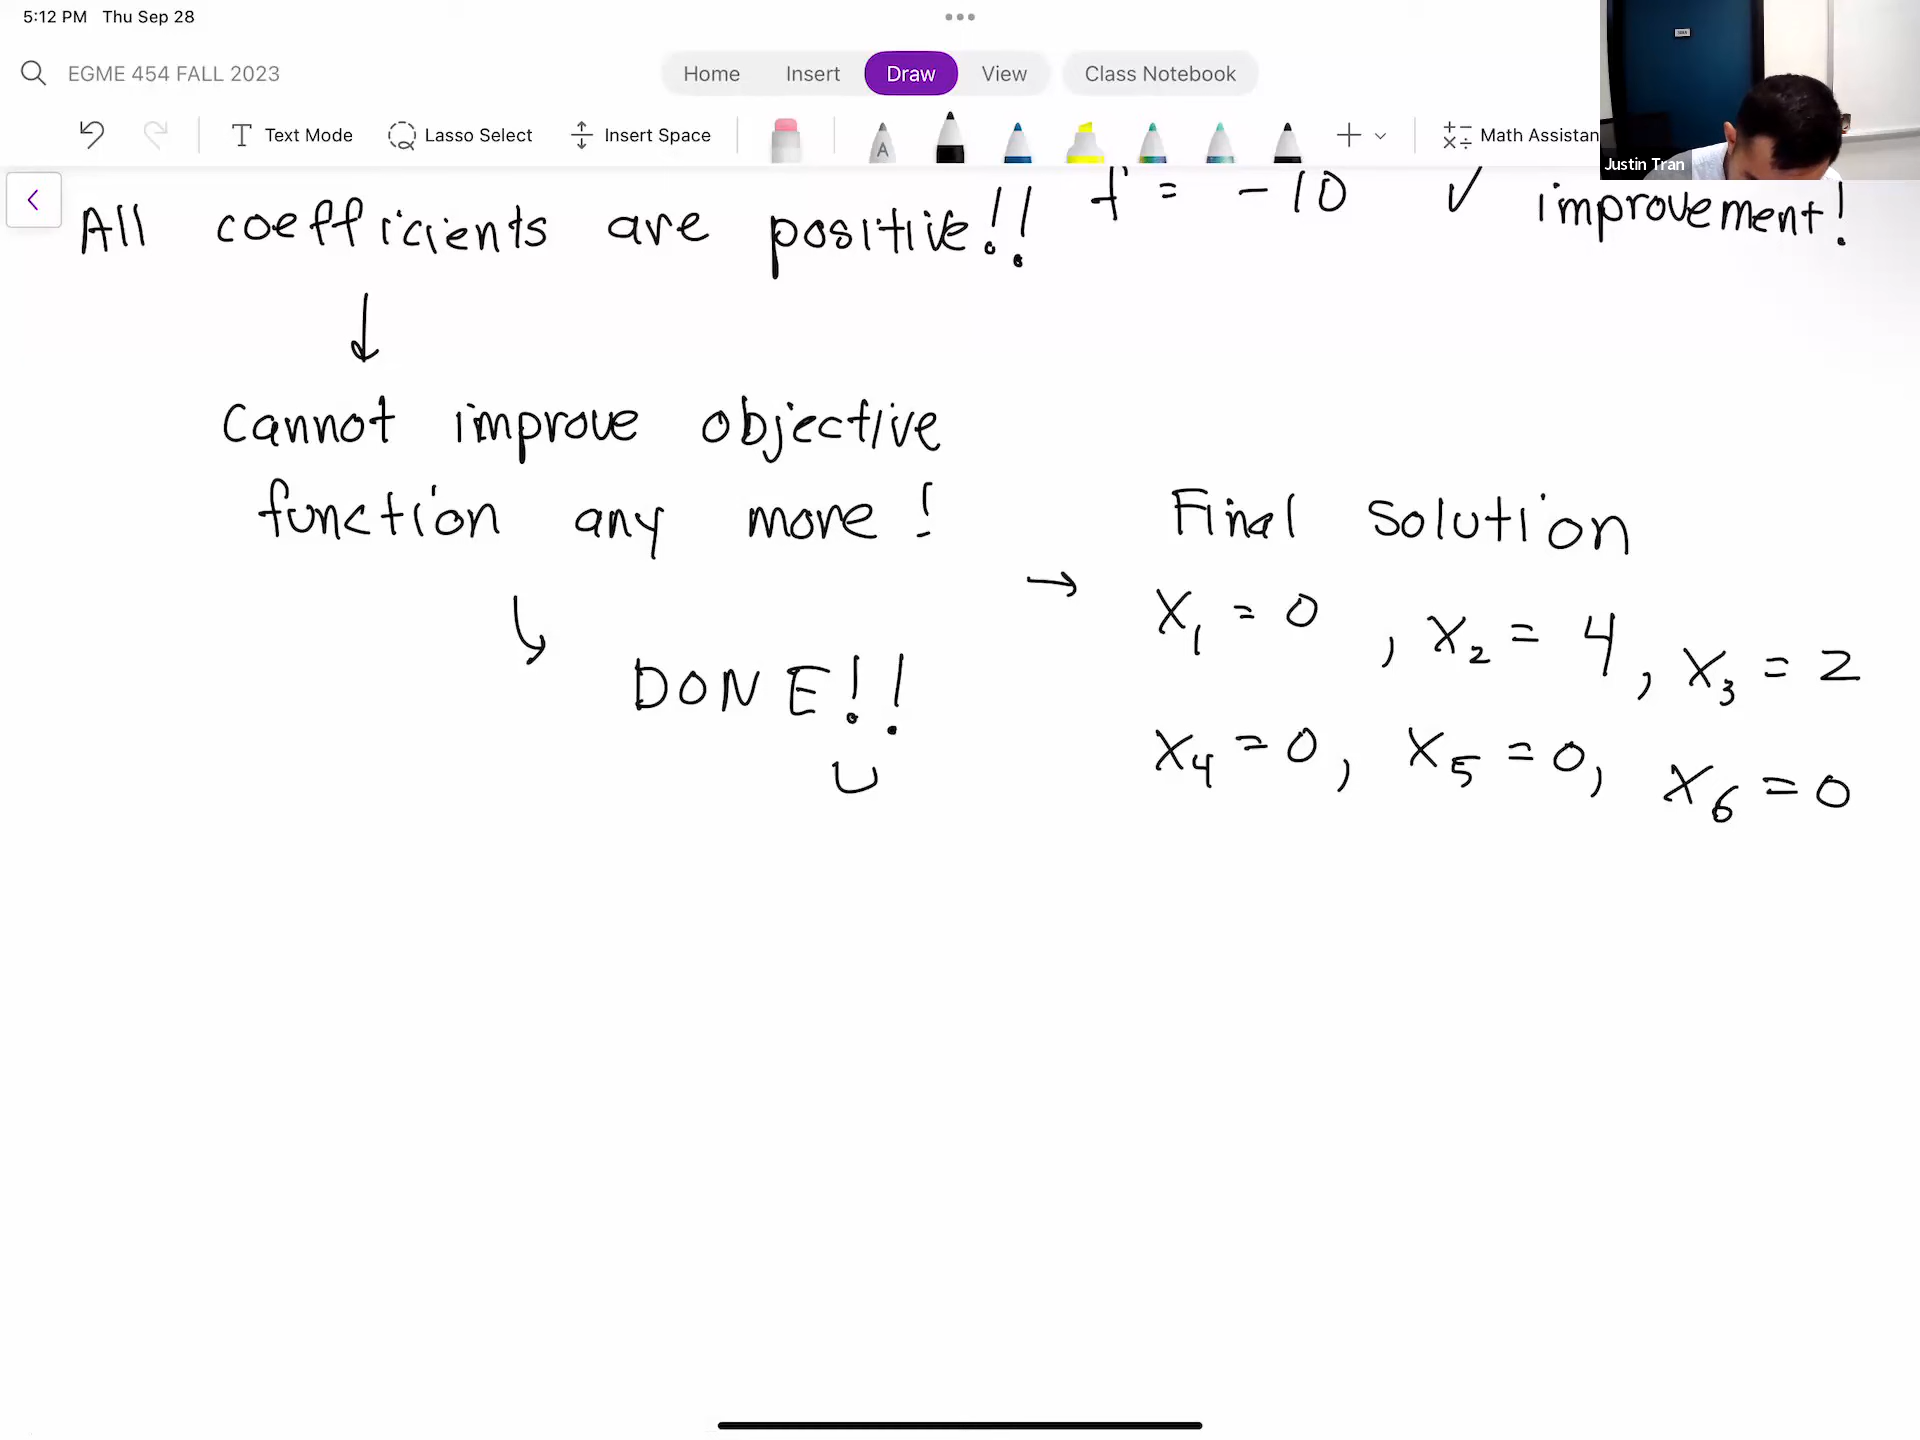 5:12 PM Thu Sep 28
EGME 454 FALL 2023
Home Insert Draw View Class Notebook
Text Mode Lasso Select Insert Space A Math Assistan
Justin Tran
All coefficients are positive!!
f = -10 ✓ improvement!
↓
cannot improve objective
function any more!
DONE!!
→ Final Solution
x₁ = 0, x₂ = 4, x₃ = 2
x₄ = 0, x₅ = 0, x₆ = 0